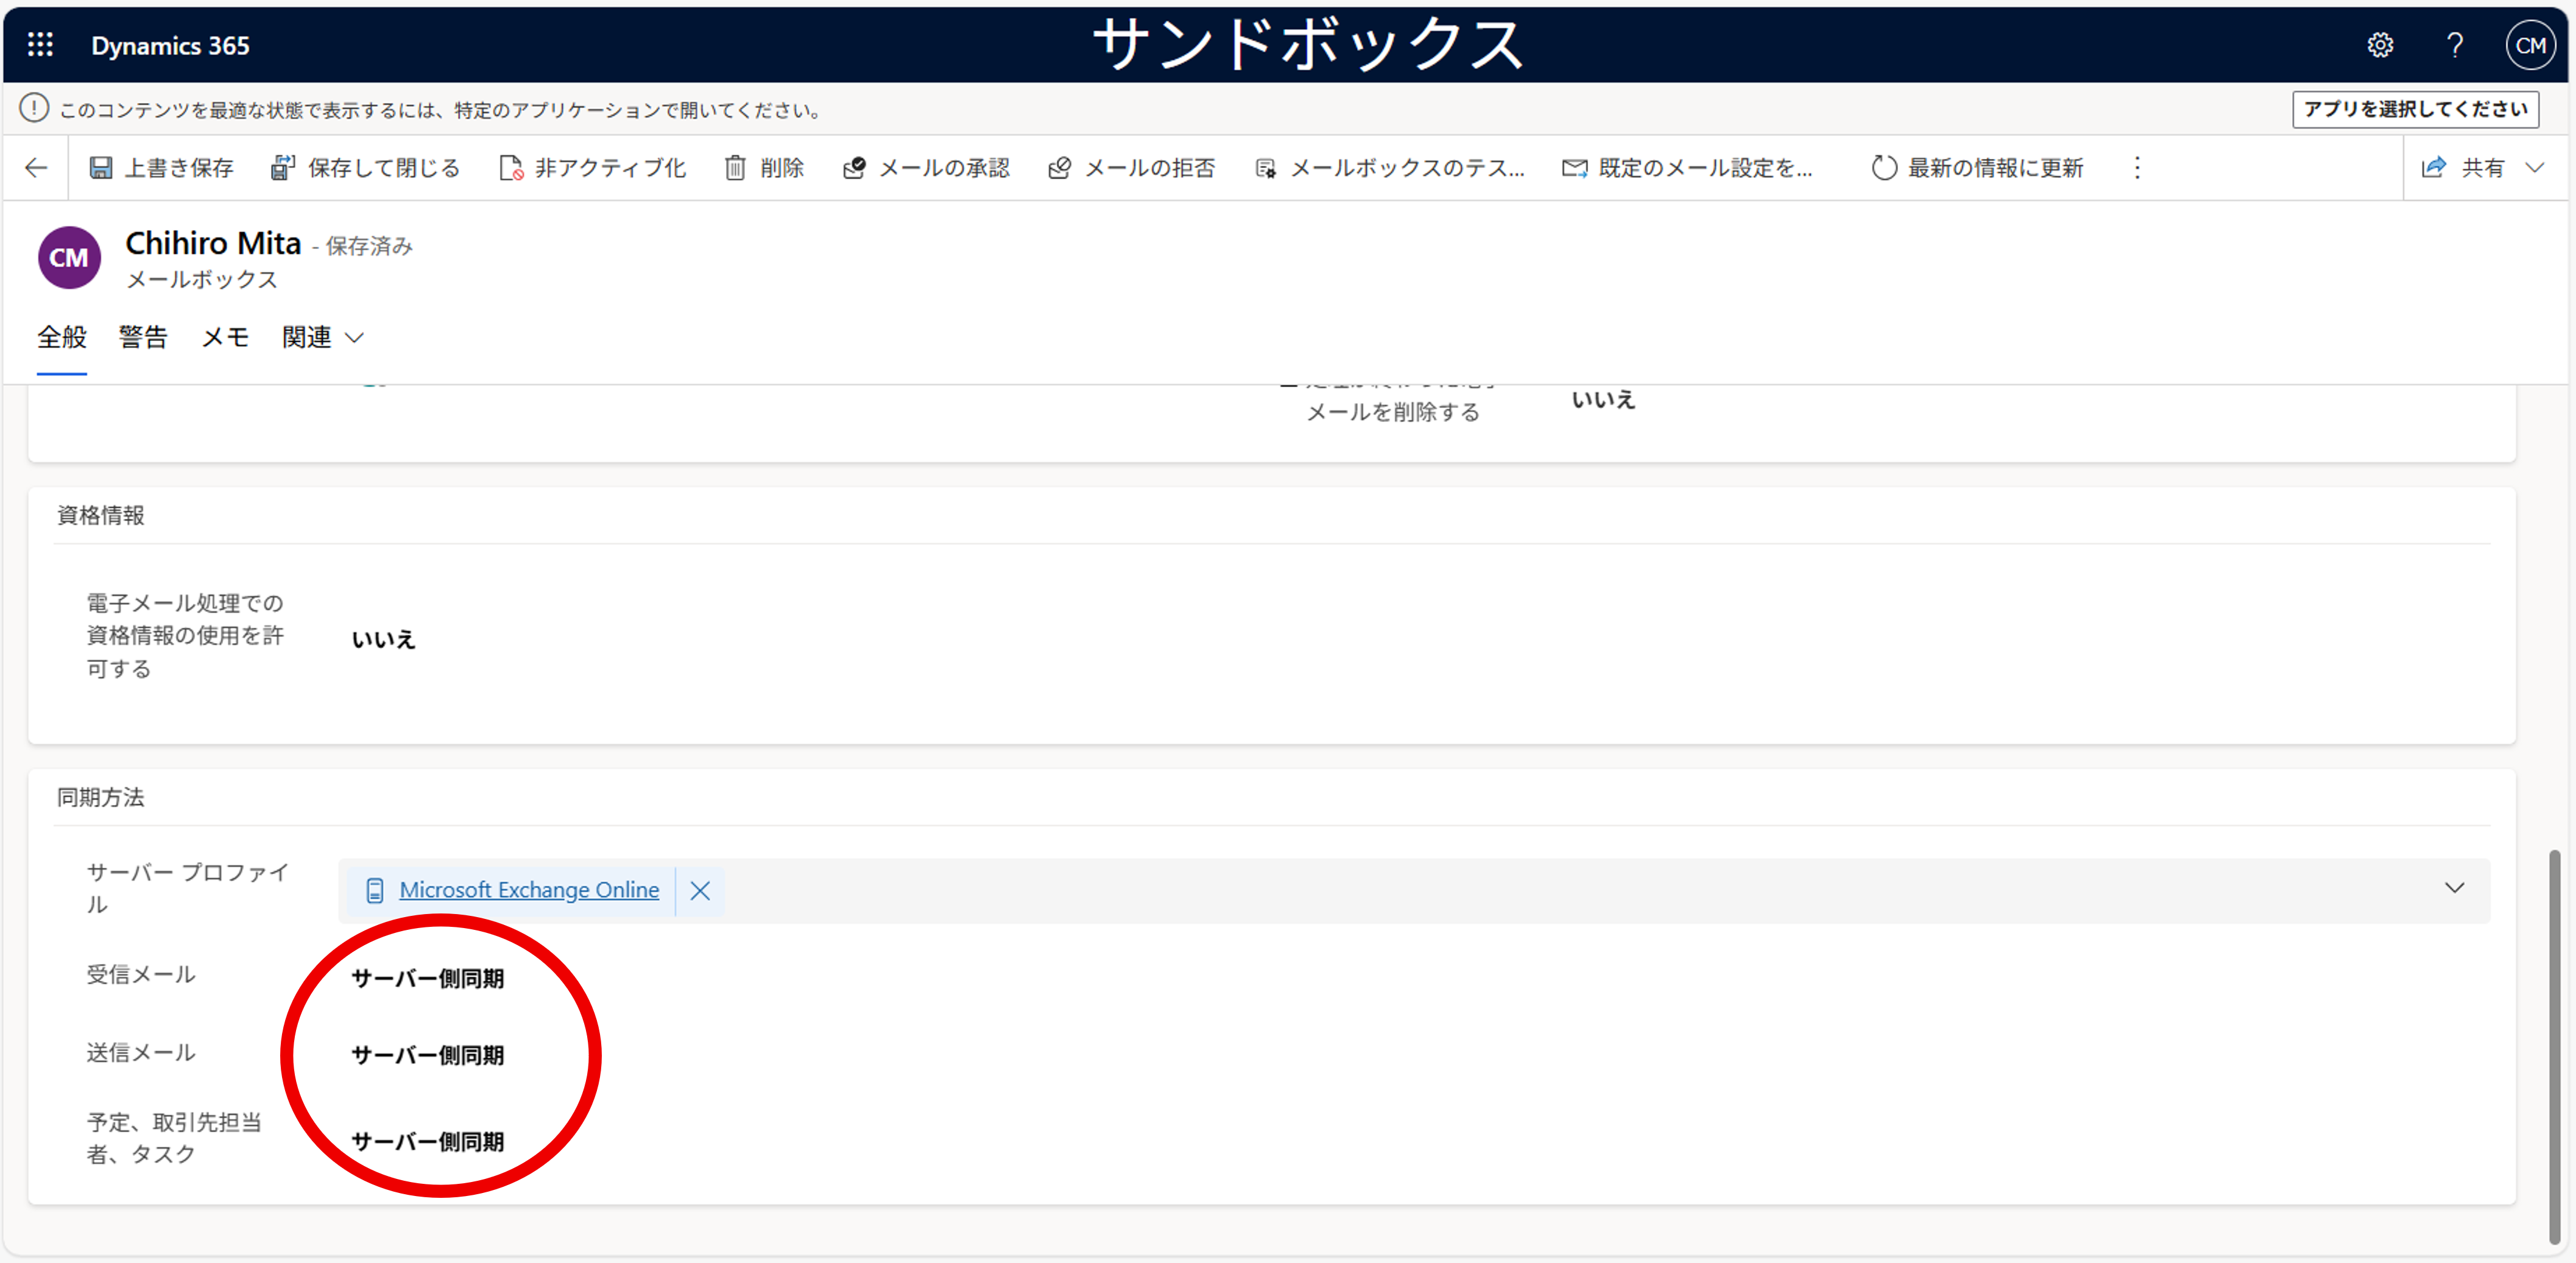 Dynamics 365
サンドボックス
CM
このコンテンツを最適な状態で表示するには、特定のアプリケーションで開いてください。
アプリを選択してください
上書き保存
保存して閉じる
非アクティブ化
削除
メールの承認
メールの拒否
メールボックスのテス...
既定のメール設定を...
最新の情報に更新
共有
CM
Chihiro Mita - 保存済み
メールボックス
全般
警告
メモ
関連
メールを削除する
いいえ
資格情報
電子メール処理での
資格情報の使用を許
可する
いいえ
同期方法
サーバー プロファイ
ル
Microsoft Exchange Online
受信メール
サーバー側同期
送信メール
サーバー側同期
予定、取引先担当
者、タスク
サーバー側同期